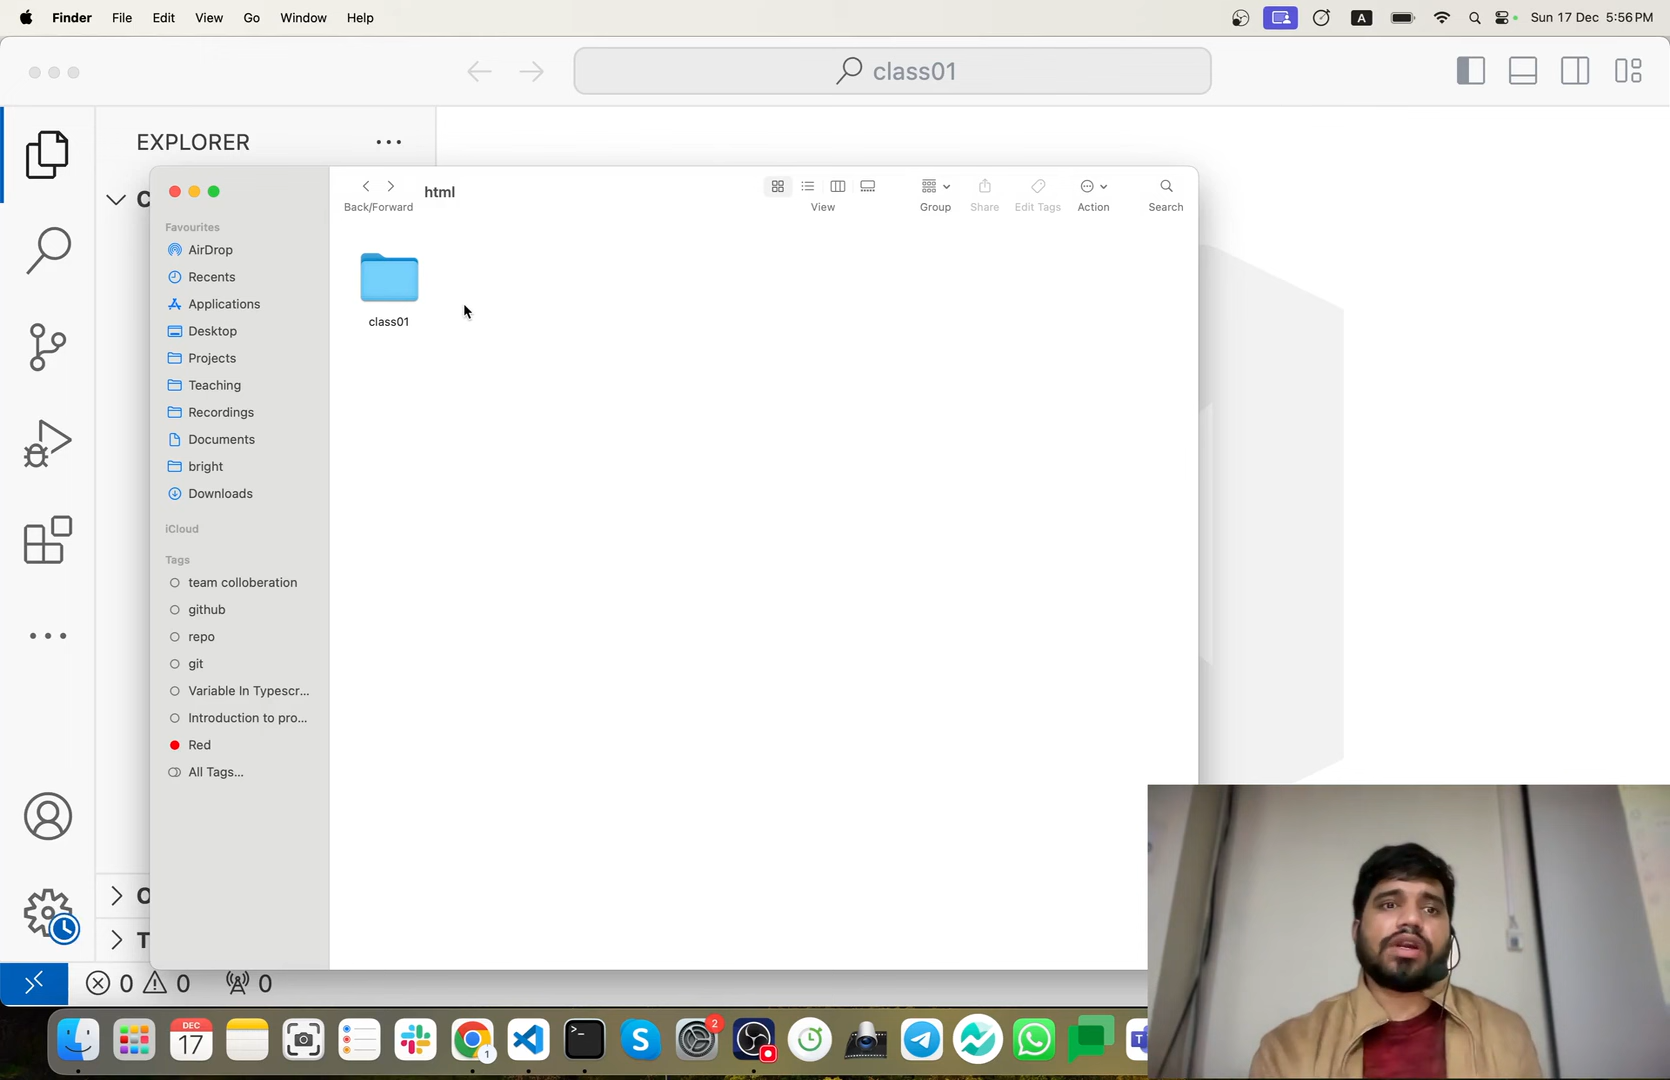 Finder File Edit View Go Window Help
A
Sun 17 Dec 5:56 PM
class01
EXPLORER
C
html
Back/Forward
View
Group
Share
Edit Tags
Action
Search
Favourites
AirDrop
Recents
Applications
Desktop
Projects
Teaching
Recordings
Documents
bright
Downloads
iCloud
Tags
team colloberation
github
repo
git
Variable In Typescr...
Introduction to pro...
Red
All Tags...
class01
O
T
0 0 0
DEC
17
1
2